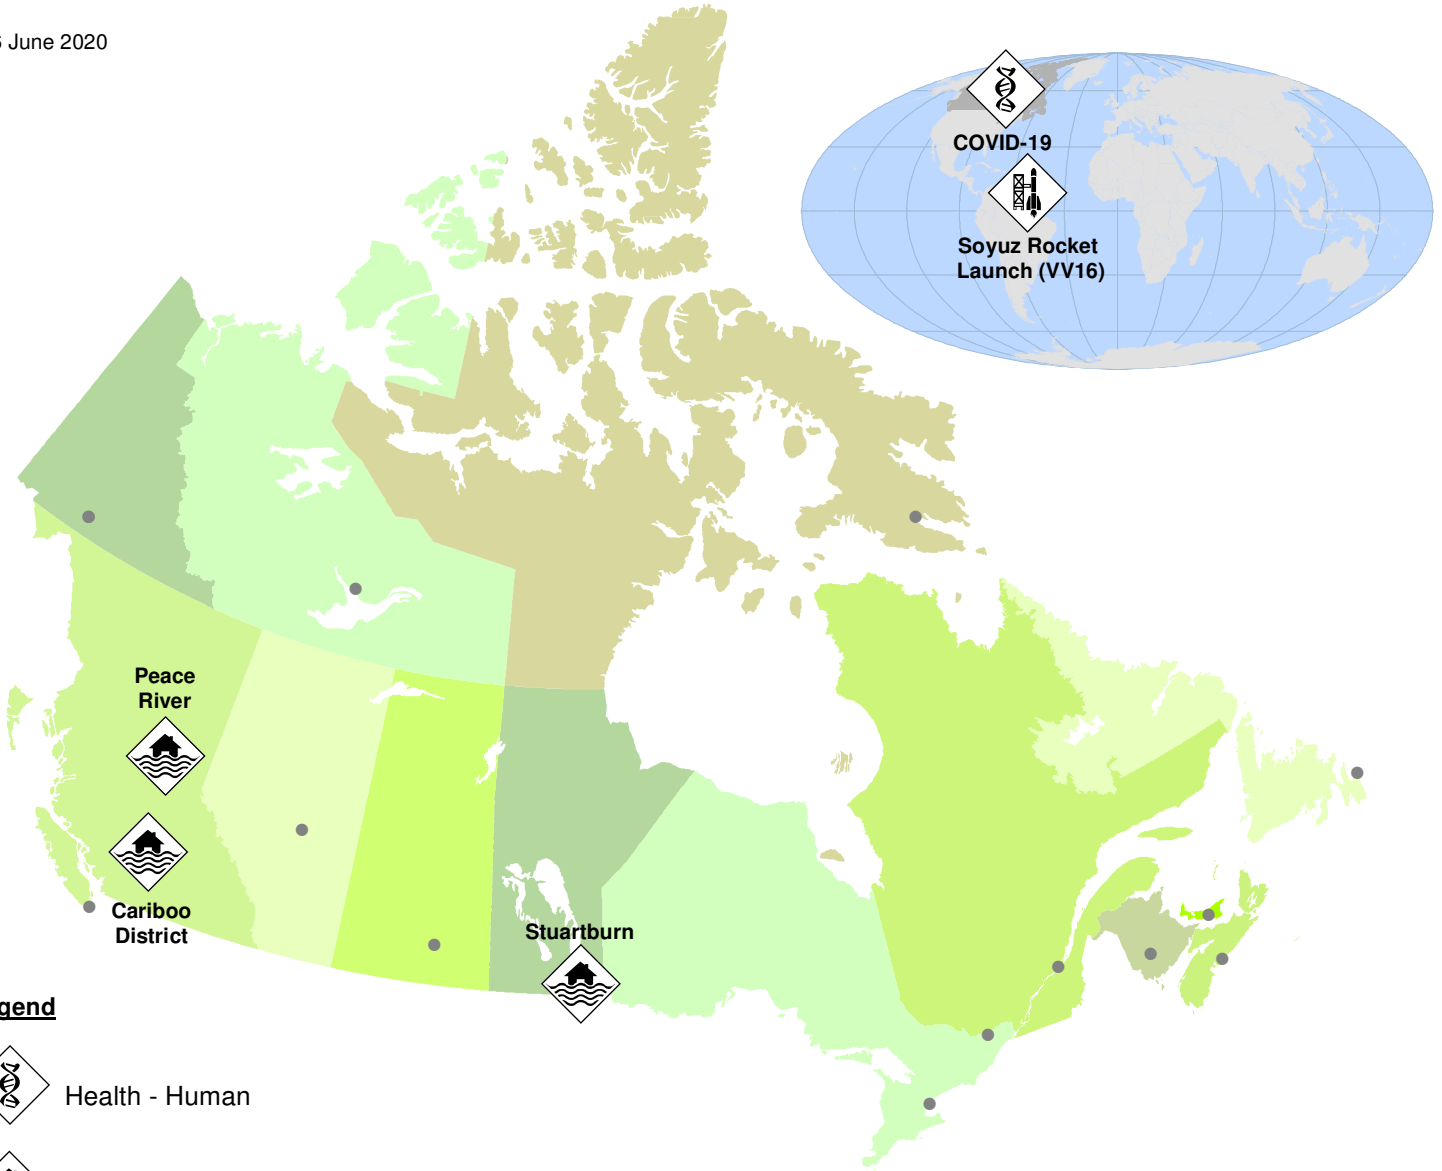 June 2020
COVID-19
Soyuz Rocket
Launch (VV16)
Peace
River
Cariboo
District
Stuartburn
gend
Health - Human